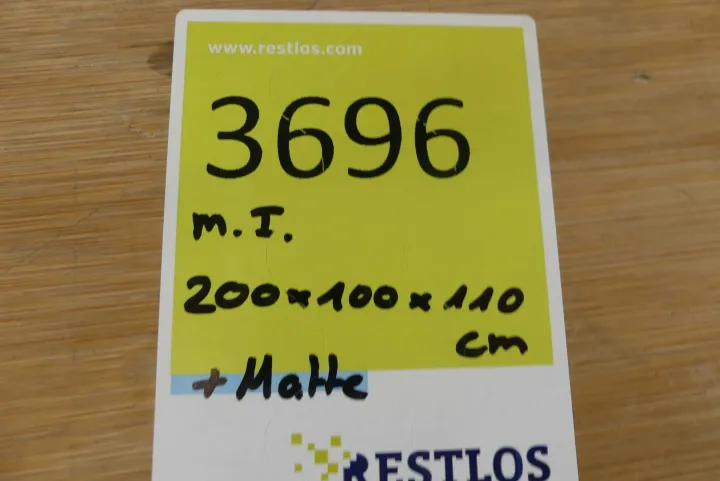 www.restlos.com
3696
m. I.
200 x 100 x 110
cm
+ Matte
RESTLOS